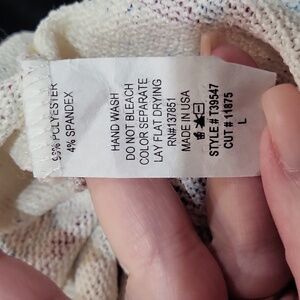 96% POLYESTER
4% SPANDEX
HAND WASH
DO NOT BLEACH
COLOR SEPARATE
LAY FLAT DRYING
RN#137851
MADE IN USA
STYLE # T39547
CUT # 11875
L